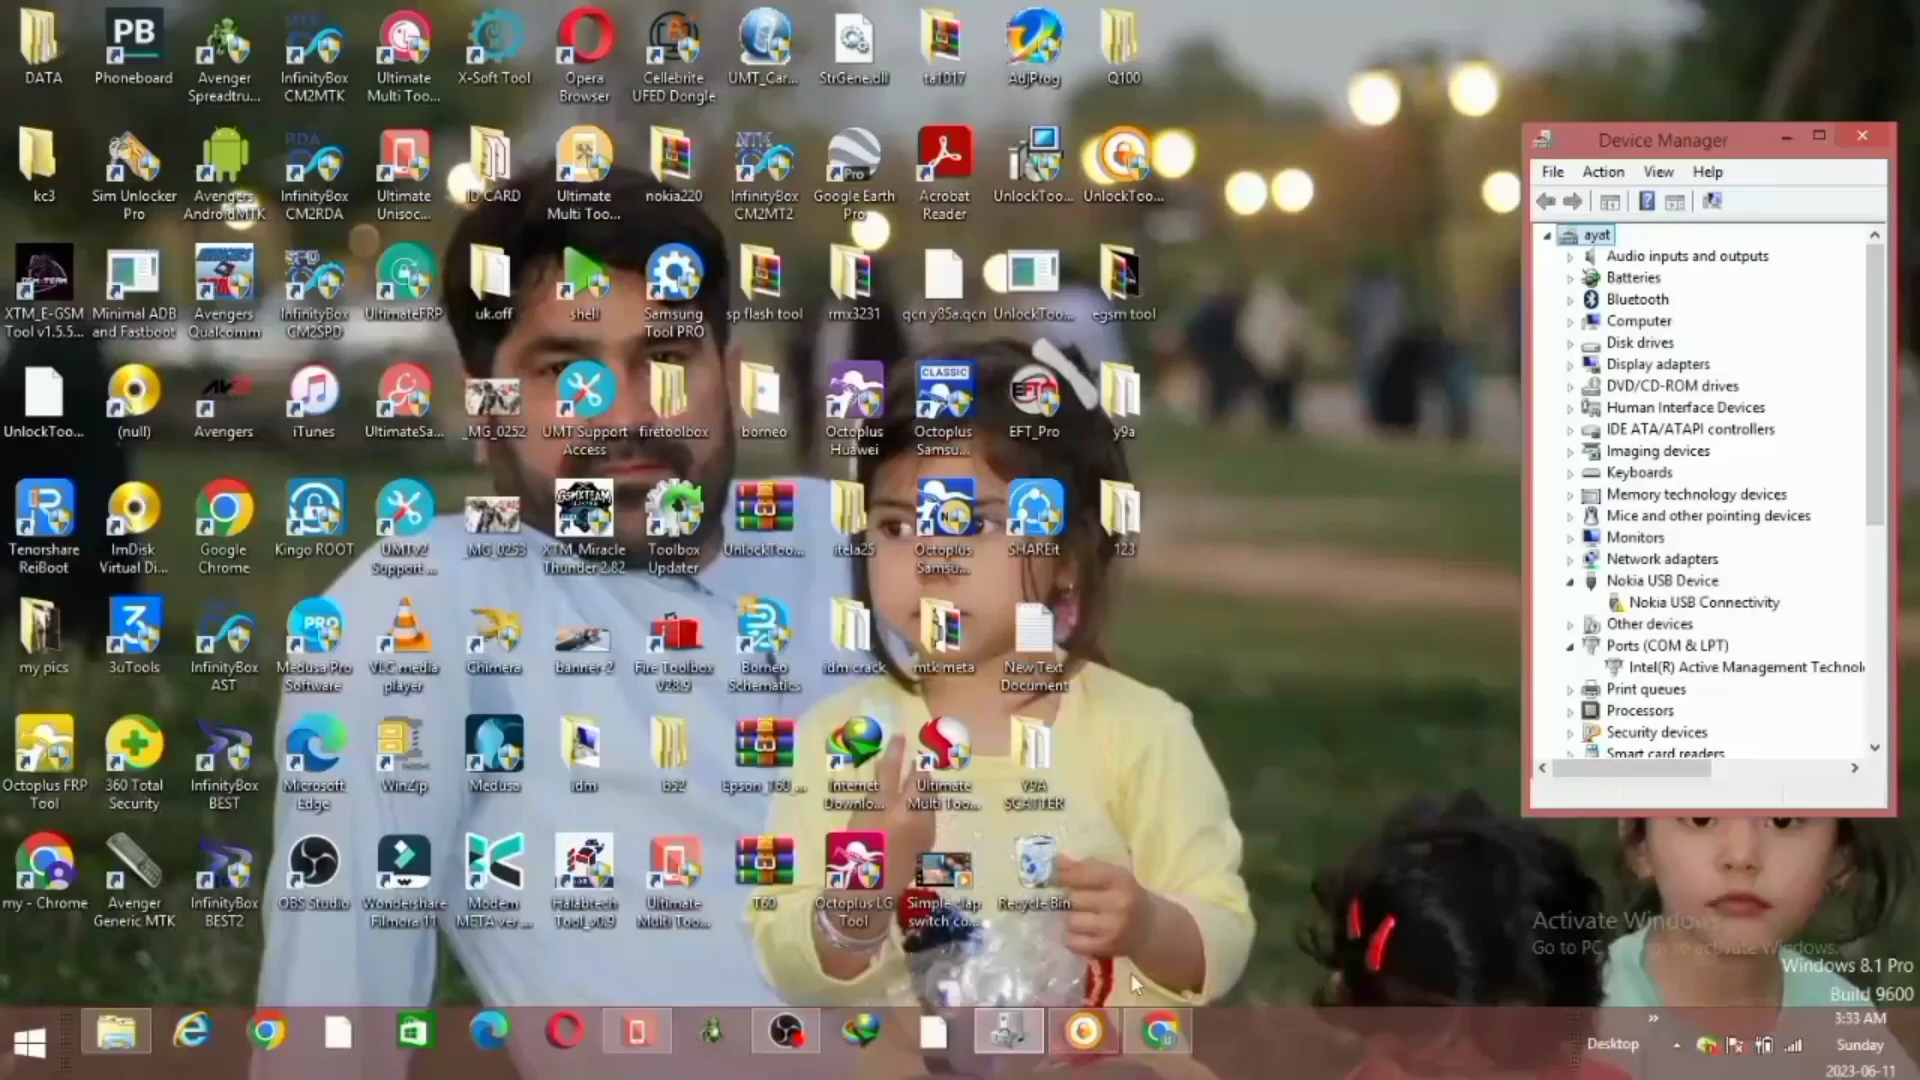 DATA
Phoneboard
Avenger
Spreadtru...
InfinityBox
CM2MTK
Ultimate
Multi Too...
X-Soft Tool
Opera
Browser
Cellebrite
UFED Dongle
UMT_Car...
StrGene.dll
ta1017
AdjProg
Q100
kc3
Sim Unlocker
Pro
Avengers
AndroidMTK
InfinityBox
CM2RDA
Ultimate
Unisoc...
ID CARD
Ultimate
Multi Too...
nokia220
InfinityBox
CM2MT2
Google Earth
Pro
Acrobat
Reader
UnlockToo...
UnlockToo...
XTM_E-GSM
Tool v1.5.5...
Minimal ADB
and Fastboot
Avengers
Qualcomm
InfinityBox
CM2SPD
UltimateFRP
uk.off
shell
Samsung
Tool PRO
sp flash tool
rmx3231
qcn y85a.qcn
UnlockToo...
egsm tool
UnlockToo...
(null)
Avengers
iTunes
UltimateSa...
_MG_0252
UMT Support
Access
firetoolbox
borneo
Octoplus
Huawei
CLASSIC
Octoplus
Samsu...
EFT_Pro
y9a
Tenorshare
ReiBoot
ImDisk
Virtual Di...
Google
Chrome
Kingo ROOT
UMTv2
Support ...
_MG_0253
XTM_Miracle
Thunder 2.82
Toolbox
Updater
UnlockToo...
itela25
Octoplus
Samsu...
SHAREit
123
my pics
3uTools
InfinityBox
AST
Medusa Pro
Software
VLC media
player
Chimera
banner-2
Fire Toolbox
V28.9
Borneo
Schematics
idm crack
mtk meta
New Text
Document
Octoplus FRP
Tool
360 Total
Security
InfinityBox
BEST
Microsoft
Edge
WinZip
Medusa
idm
b52
Epson_T60_...
Internet
Downlo...
Ultimate
Multi Too...
Y9A
SCATTER
my - Chrome
Avenger
Generic MTK
InfinityBox
BEST2
OBS Studio
Wondershare
Filmora 11
Modem
META ver ...
Halabtech
Tool_v0.9
Ultimate
Multi Too...
T60
Octoplus LG
Tool
Simple clap
switch co...
Recycle Bin
Device Manager
File Action View Help
ayat
Audio inputs and outputs
Batteries
Bluetooth
Computer
Disk drives
Display adapters
DVD/CD-ROM drives
Human Interface Devices
IDE ATA/ATAPI controllers
Imaging devices
Keyboards
Memory technology devices
Mice and other pointing devices
Monitors
Network adapters
Nokia USB Device
Nokia USB Connectivity
Other devices
Ports (COM & LPT)
Intel(R) Active Management Technol
Print queues
Processors
Security devices
Smart card readers
Activate Windows
Go to PC to activate Windows.
Windows 8.1 Pro
Build 9600
Desktop
3:33 AM
Sunday
2023-06-11